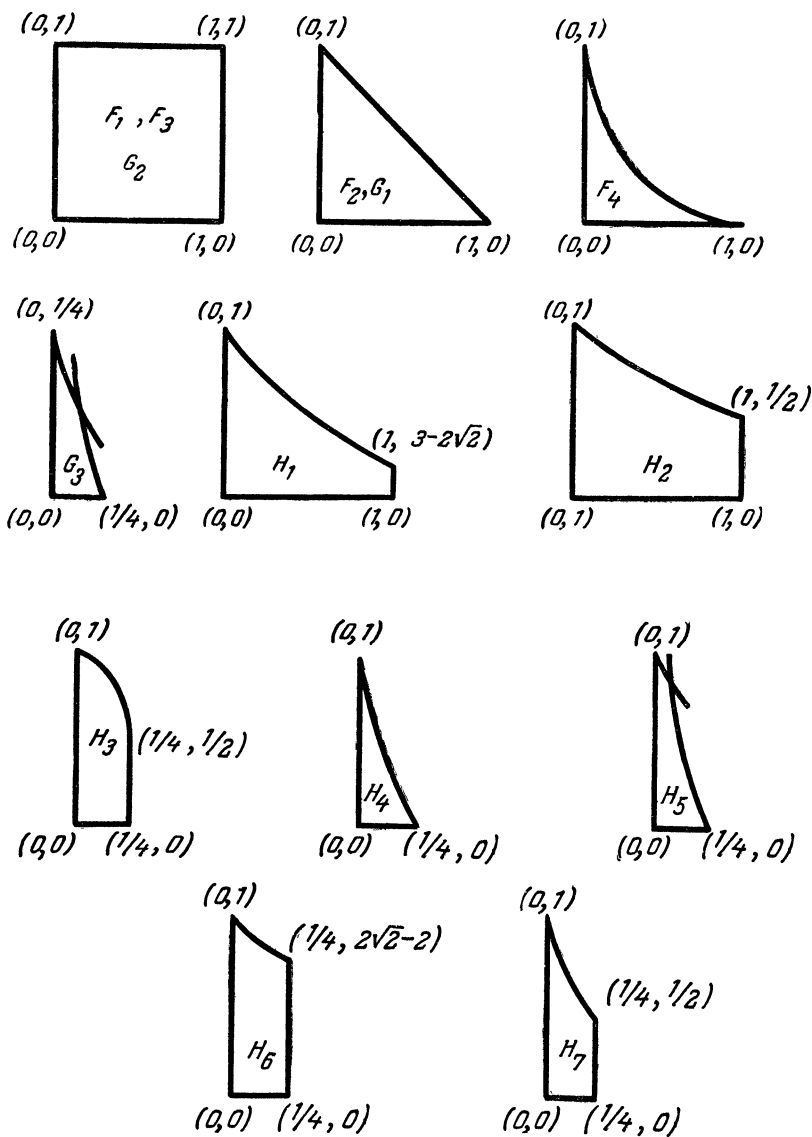 (0,1) (1,1) (0,1) (0,1)
F₁ , F₃
G₂
F₂,G₁ F₄
(0,0) (1,0) (0,0) (1,0) (0,0) (1,0)
(0, 1/4) (0,1) (0,1)
(1, 1/2)
(1, 3-2√2)
G₃ H₁ H₂
(0,0) (1/4, 0) (0,0) (1,0) (0,1) (1,0)
(0,1) (0,1) (0,1)
H₃ (1/4, 1/2)
H₄ H₅
(0,0) (1/4, 0) (0,0) (1/4, 0) (0,0) (1/4, 0)
(0,1) (0,1)
(1/4, 2√2-2)
(1/4, 1/2)
H₆ H₇
(0,0) (1/4, 0) (0,0) (1/4, 0)